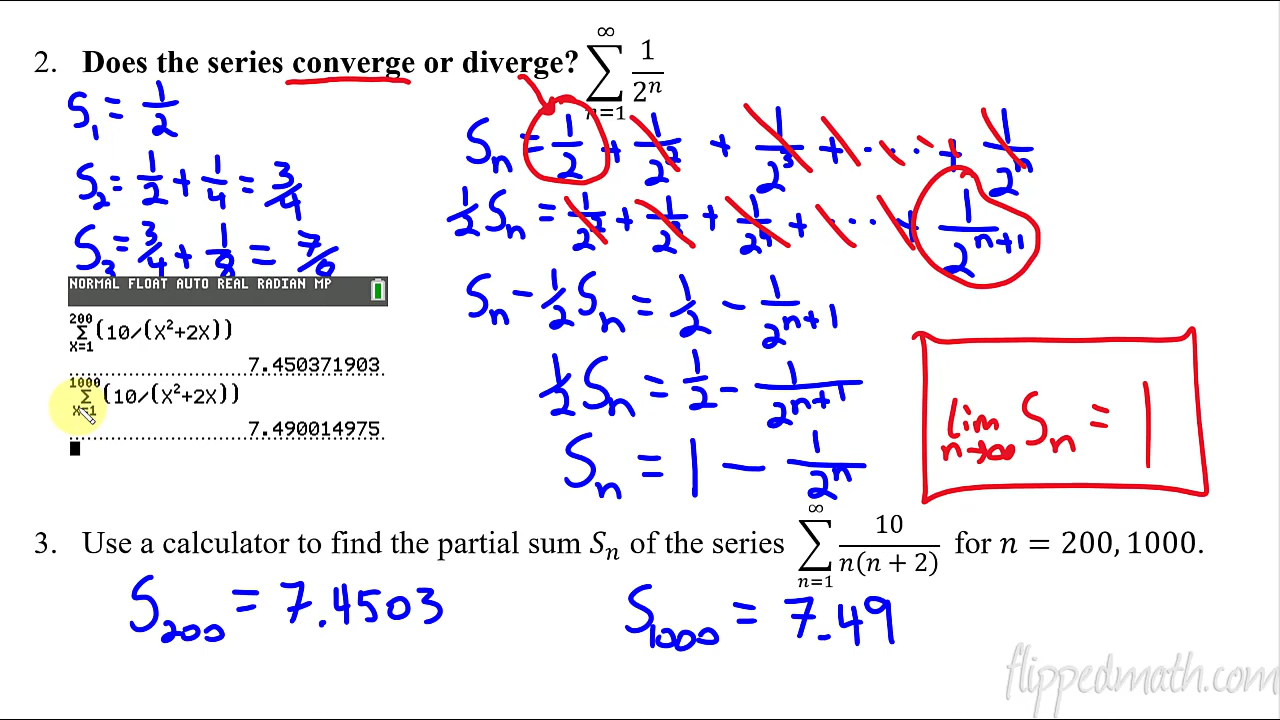 2. Does the series converge or diverge? ∑_{n=1}^{∞} 1/2ⁿ
S₁ = 1/2
S₂ = 1/2 + 1/4 = 3/4
S₃ = 3/4 + 1/8 = 7/8
Sₙ = 1/2 + 1/2² + 1/2³ + ... + 1/2ⁿ
1/2 Sₙ = 1/2² + 1/2³ + 1/2⁴ + ... + 1/2ⁿ⁺¹
Sₙ - 1/2 Sₙ = 1/2 - 1/2ⁿ⁺¹
1/2 Sₙ = 1/2 - 1/2ⁿ⁺¹
Sₙ = 1 - 1/2ⁿ
lim_{n→∞} Sₙ = 1
NORMAL FLOAT AUTO REAL RADIAN MP
∑_{X=1}^{200} (10/(X²+2X))
7.450371903
∑_{X=1}^{1000} (10/(X²+2X))
7.490014975
3. Use a calculator to find the partial sum Sₙ of the series ∑_{n=1}^{∞} 10/n(n + 2) for n = 200, 1000.
S₂₀₀ = 7.4503
S₁₀₀₀ = 7.49
flippedmath.com